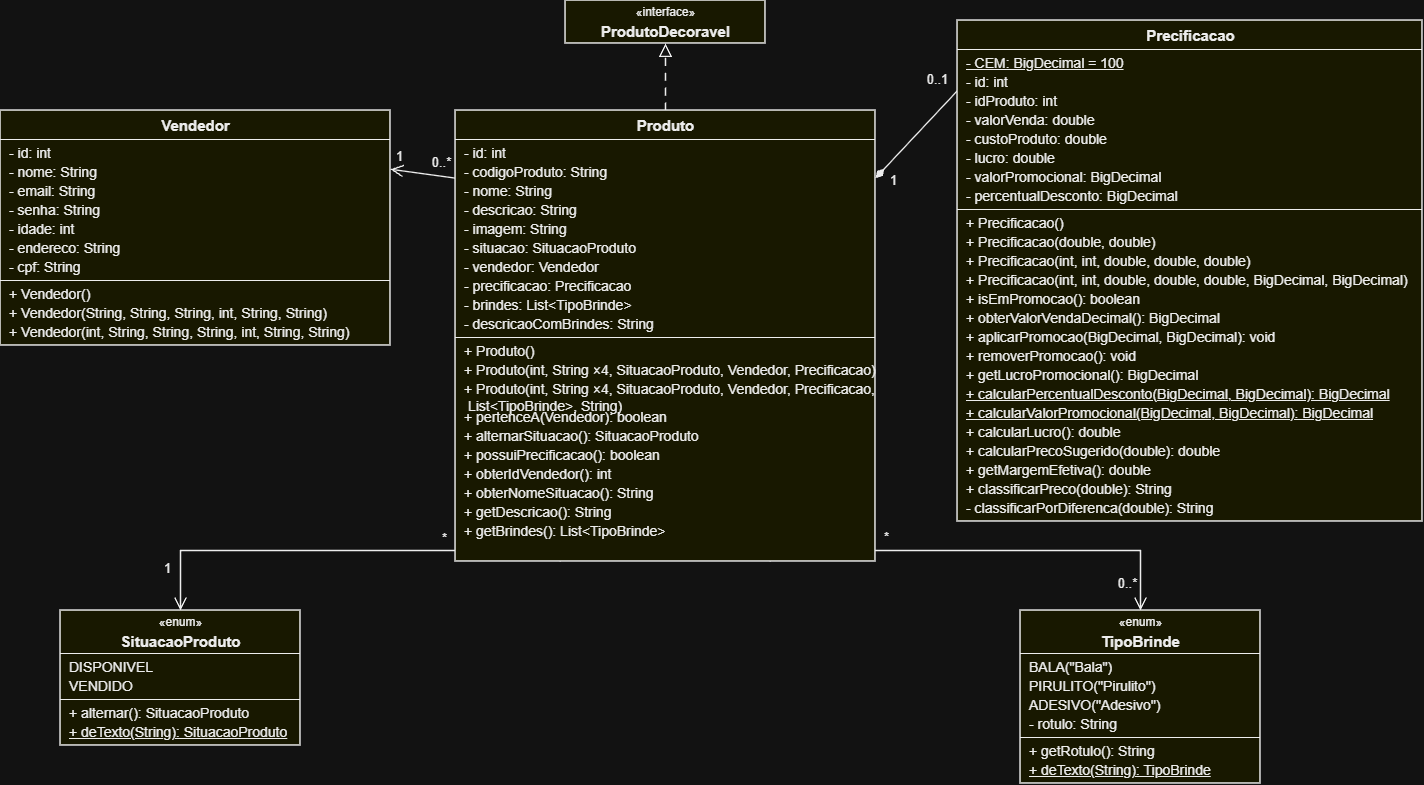 «interface»
ProdutoDecoravel
Precificacao
- CEM: BigDecimal = 100
- id: int
- idProduto: int
- valorVenda: double
- custoProduto: double
- lucro: double
- valorPromocional: BigDecimal
- percentualDesconto: BigDecimal
+ Precificacao()
+ Precificacao(double, double)
+ Precificacao(int, int, double, double, double)
+ Precificacao(int, int, double, double, double, BigDecimal, BigDecimal)
+ isEmPromocao(): boolean
+ obterValorVendaDecimal(): BigDecimal
+ aplicarPromocao(BigDecimal, BigDecimal): void
+ removerPromocao(): void
+ getLucroPromocional(): BigDecimal
+ calcularPercentualDesconto(BigDecimal, BigDecimal): BigDecimal
+ calcularValorPromocional(BigDecimal, BigDecimal): BigDecimal
+ calcularLucro(): double
+ calcularPrecoSugerido(double): double
+ getMargemEfetiva(): double
+ classificarPreco(double): String
- classificarPorDiferenca(double): String
0..1
1
Vendedor
- id: int
- nome: String
- email: String
- senha: String
- idade: int
- endereco: String
- cpf: String
+ Vendedor()
+ Vendedor(String, String, String, int, String, String)
+ Vendedor(int, String, String, String, int, String, String)
1
0..*
Produto
- id: int
- codigoProduto: String
- nome: String
- descricao: String
- imagem: String
- situacao: SituacaoProduto
- vendedor: Vendedor
- precificacao: Precificacao
- brindes: List<TipoBrinde>
- descricaoComBrindes: String
+ Produto()
+ Produto(int, String ×4, SituacaoProduto, Vendedor, Precificacao)
+ Produto(int, String ×4, SituacaoProduto, Vendedor, Precificacao,
List<TipoBrinde>, String)
+ pertenceA(Vendedor): boolean
+ alternarSituacao(): SituacaoProduto
+ possuiPrecificacao(): boolean
+ obterIdVendedor(): int
+ obterNomeSituacao(): String
+ getDescricao(): String
+ getBrindes(): List<TipoBrinde>
*
1
*
0..*
«enum»
SituacaoProduto
DISPONIVEL
VENDIDO
+ alternar(): SituacaoProduto
+ deTexto(String): SituacaoProduto
«enum»
TipoBrinde
BALA("Bala")
PIRULITO("Pirulito")
ADESIVO("Adesivo")
- rotulo: String
+ getRotulo(): String
+ deTexto(String): TipoBrinde